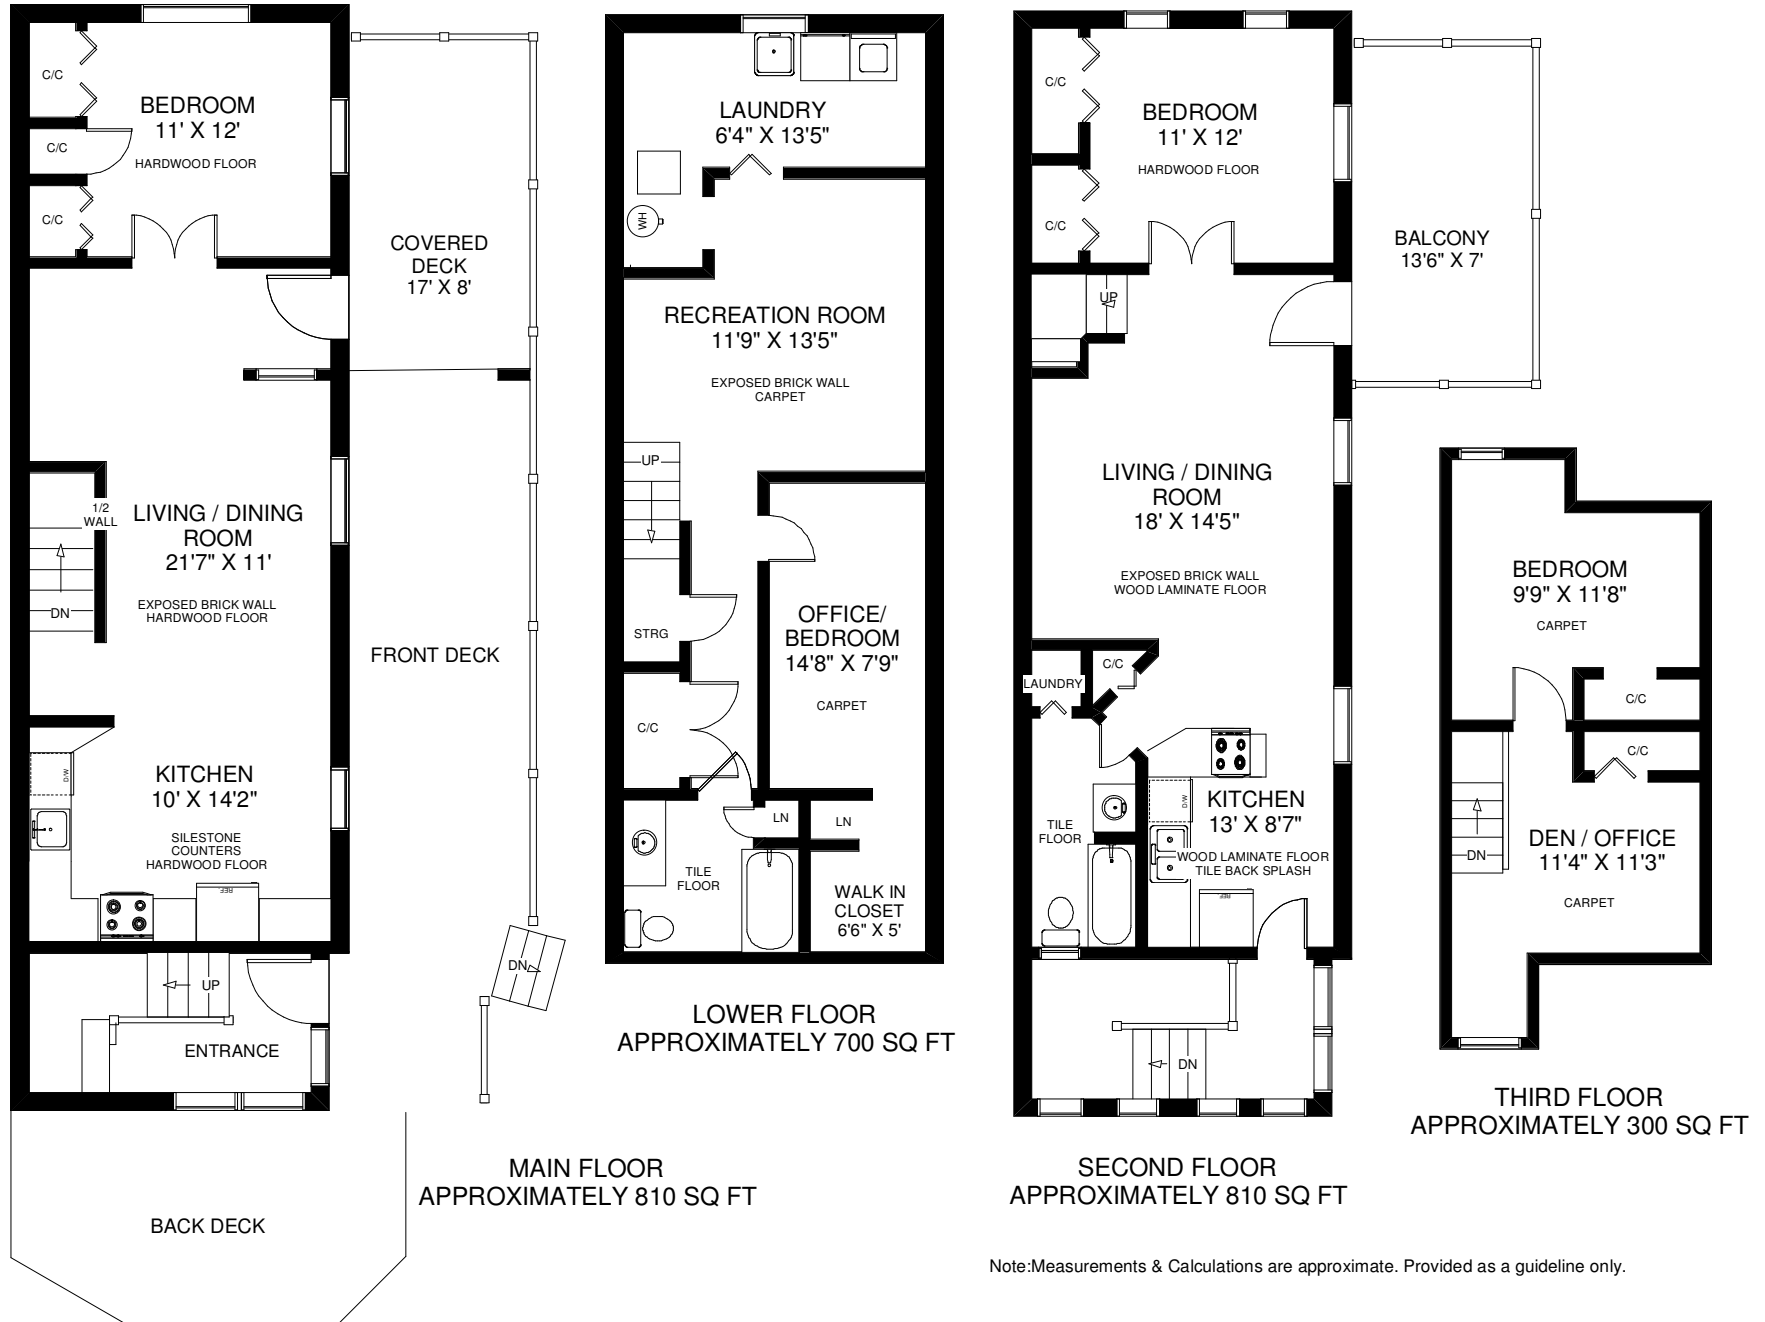 C/C
BEDROOM
11' X 12'
C/C
HARDWOOD FLOOR
C/C
COVERED
DECK
17' X 8'
1/2
WALL
LIVING / DINING
ROOM
21'7" X 11'
EXPOSED BRICK WALL
HARDWOOD FLOOR
DN
FRONT DECK
KITCHEN
10' X 14'2"
D/W
SILESTONE
COUNTERS
HARDWOOD FLOOR
REF
UP
DN
ENTRANCE
BACK DECK
MAIN FLOOR
APPROXIMATELY 810 SQ FT
LAUNDRY
6'4" X 13'5"
WH
RECREATION ROOM
11'9" X 13'5"
EXPOSED BRICK WALL
CARPET
UP
STRG
OFFICE/
BEDROOM
14'8" X 7'9"
CARPET
C/C
LN
LN
TILE
FLOOR
WALK IN
CLOSET
6'6" X 5'
LOWER FLOOR
APPROXIMATELY 700 SQ FT
C/C
BEDROOM
11' X 12'
HARDWOOD FLOOR
C/C
BALCONY
13'6" X 7'
UP
LIVING / DINING
ROOM
18' X 14'5"
EXPOSED BRICK WALL
WOOD LAMINATE FLOOR
C/C
LAUNDRY
KITCHEN
13' X 8'7"
D/W
TILE
FLOOR
WOOD LAMINATE FLOOR
TILE BACK SPLASH
REF
DN
SECOND FLOOR
APPROXIMATELY 810 SQ FT
BEDROOM
9'9" X 11'8"
CARPET
C/C
C/C
DEN / OFFICE
11'4" X 11'3"
DN
CARPET
THIRD FLOOR
APPROXIMATELY 300 SQ FT
Note:Measurements & Calculations are approximate. Provided as a guideline only.